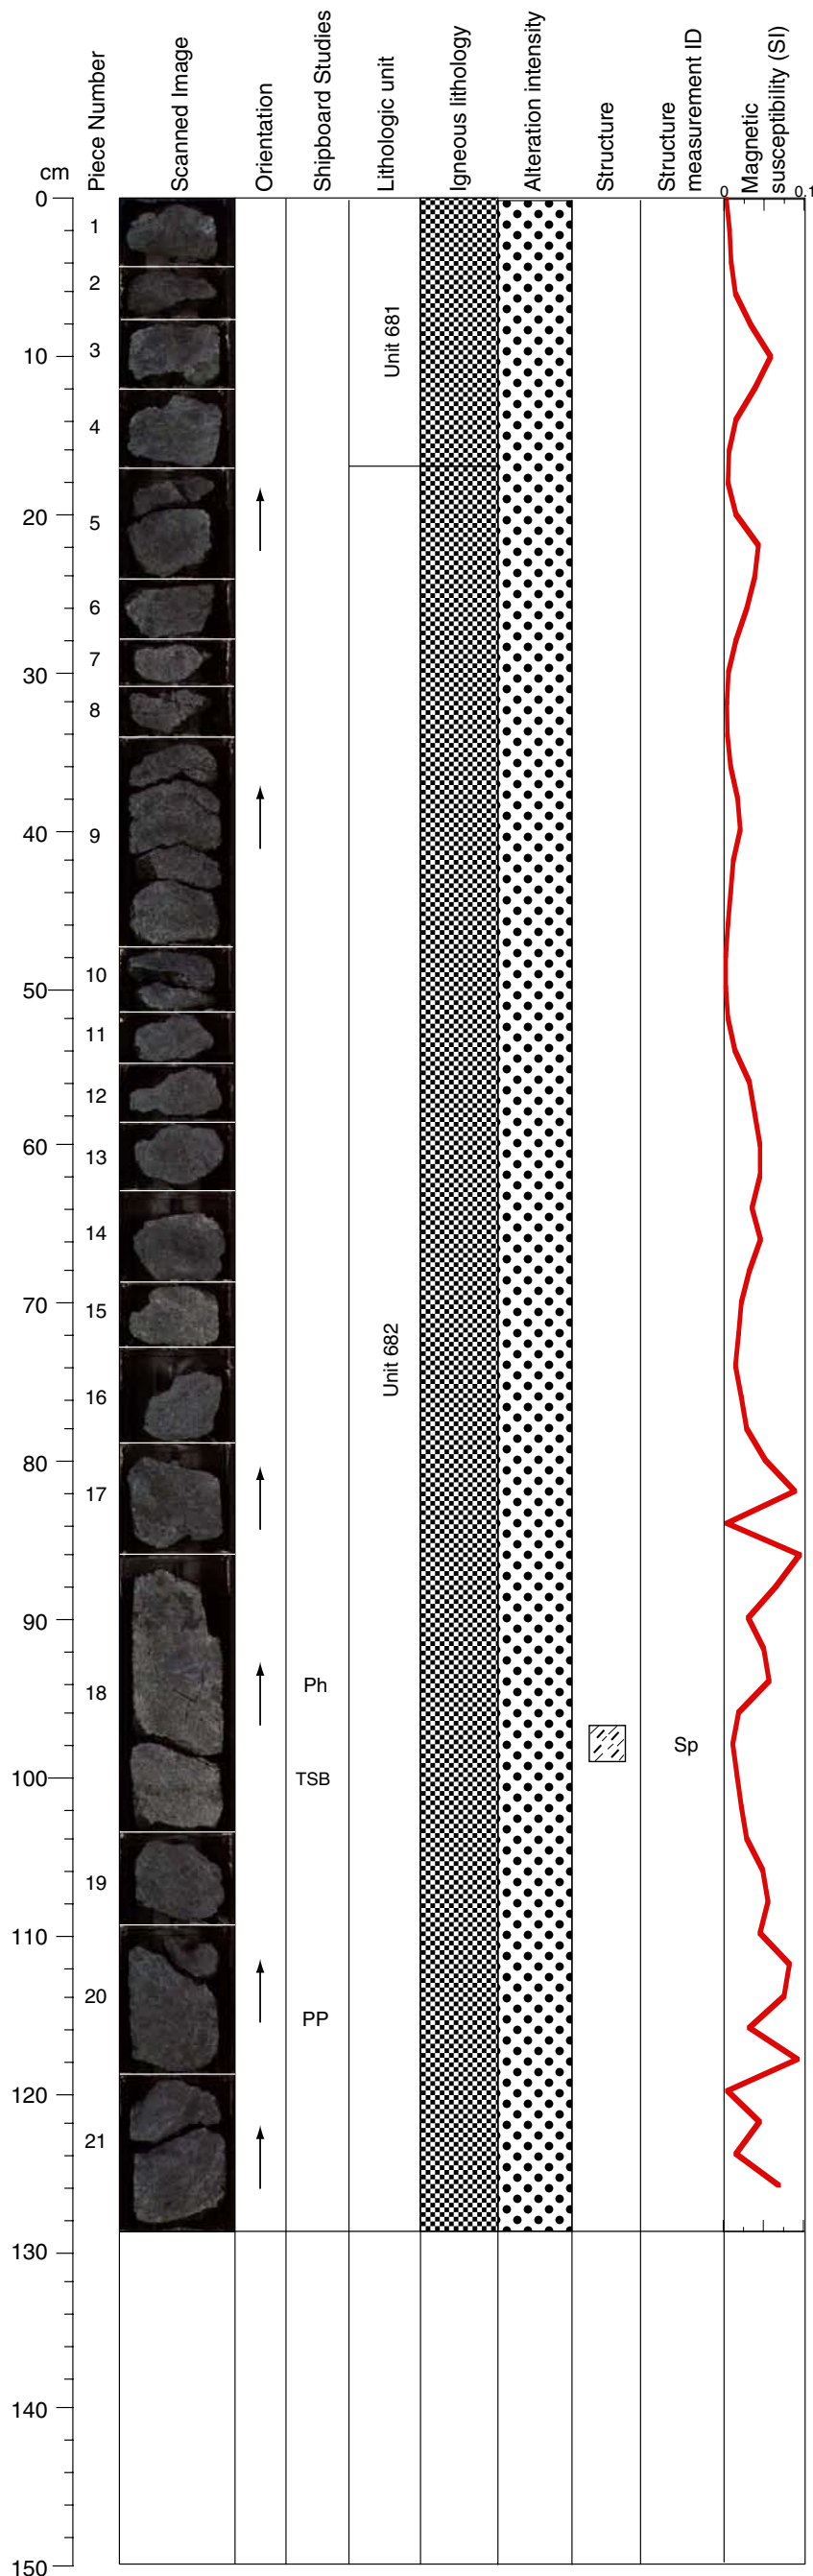 cm
Piece Number
Scanned Image
Orientation
Shipboard Studies
Lithologic unit
Igneous lithology
Alteration intensity
Structure
Structure
measurement ID
Magnetic
susceptibility (SI)
0
0.1
0
1
2
Unit 681
3
10
4
20
5
6
7
30
8
40
9
10
50
11
12
60
13
14
70
15
Unit 682
16
80
17
90
18
Ph
Sp
100
TSB
19
110
20
PP
120
21
130
140
150